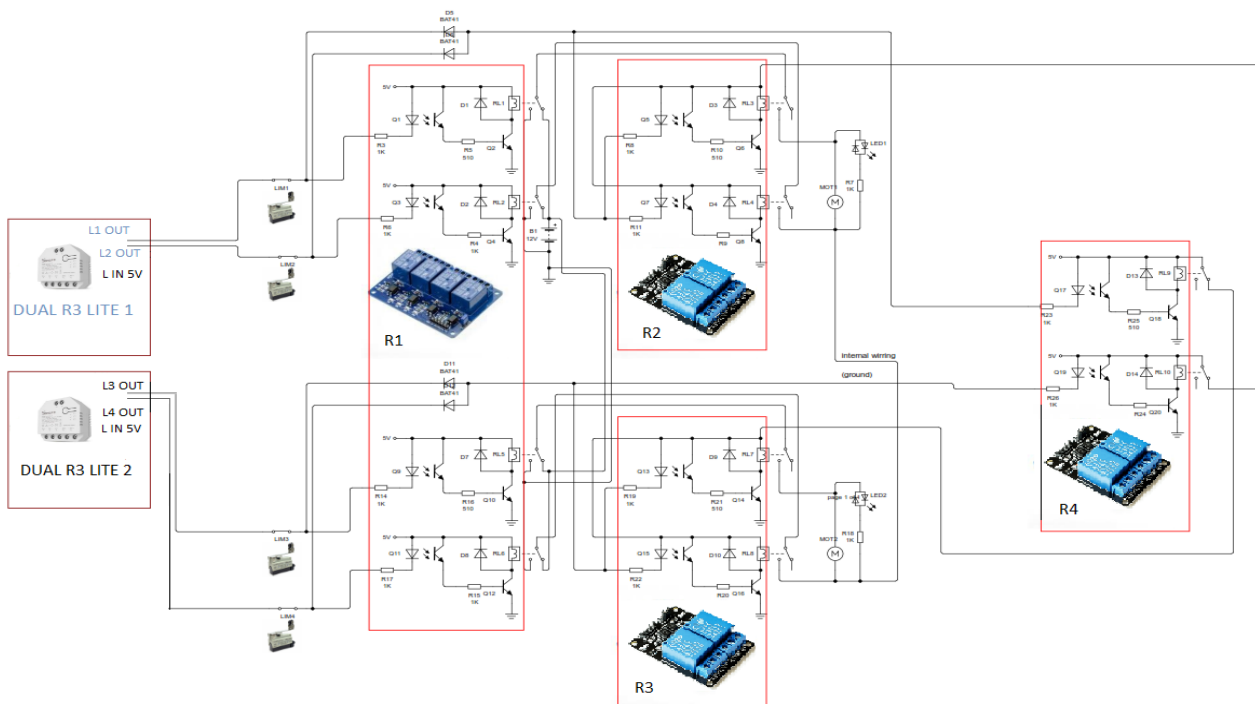 D5
BAT41
BAT41
5V
Q1
D1
RL1
R3
1K
R5
510
Q2
5V
Q3
D2
RL2
R6
1K
R4
1K
Q4
B1
12V
R1
Q5
D3
RL3
R8
1K
R10
510
Q6
Q7
D4
RL4
R11
1K
R9
Q8
R2
LED1
R7
1K
MOT1
M
LIM1
LIM2
L1 OUT
L2 OUT
L IN 5V
DUAL R3 LITE 1
L3 OUT
L4 OUT
L IN 5V
DUAL R3 LITE 2
D11
BAT41
D12
BAT41
5V
Q9
D7
RL5
R14
1K
R16
510
Q10
5V
Q11
D8
RL6
R17
1K
R15
1K
Q12
LIM3
LIM4
Internal wiring
(ground)
Q13
D9
RL7
R19
1K
R21
510
Q14
Q15
D10
RL8
R22
1K
R20
Q16
R3
page 1
LED2
R18
1K
MOT2
M
5V
Q17
D13
RL9
R23
1K
R25
510
Q18
5V
Q19
D14
RL10
R26
1K
R24
Q20
R4